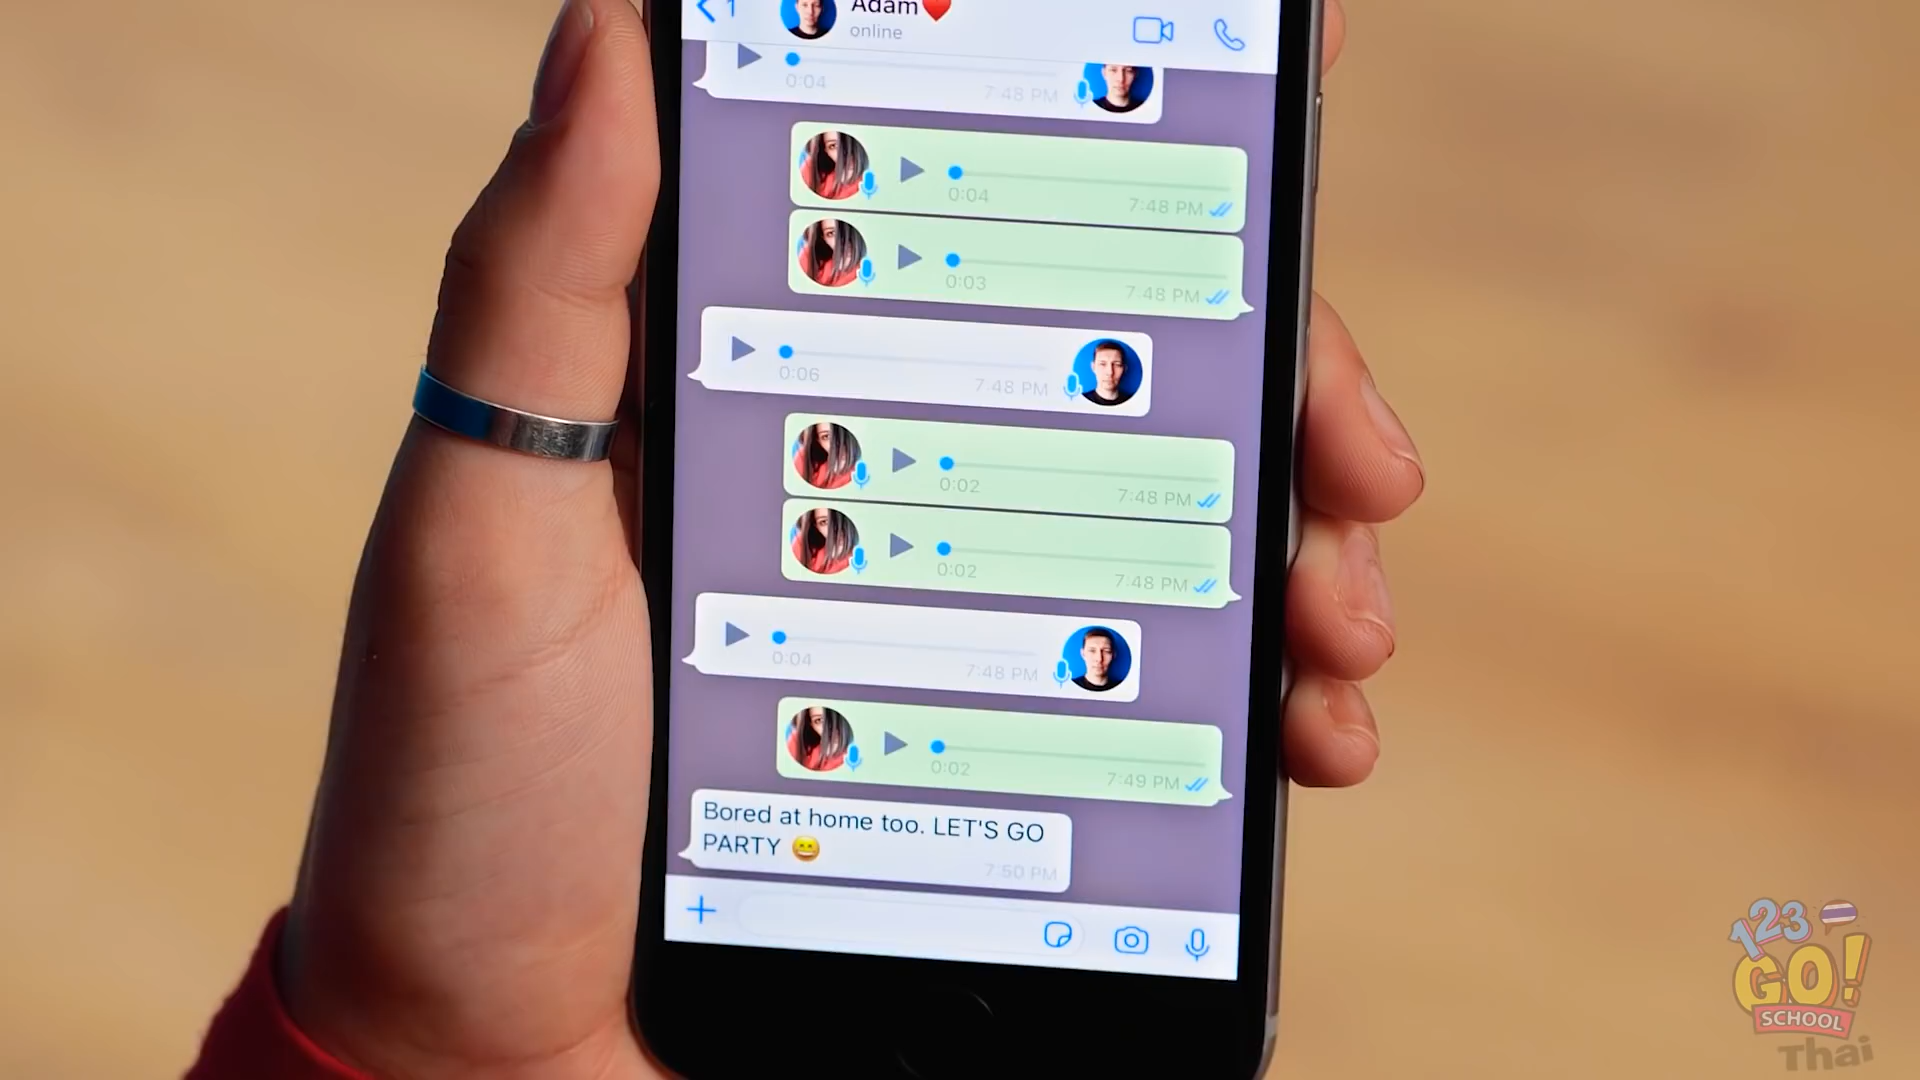 1
Adam❤️
online
0:04
7:48 PM
0:04
7:48 PM
0:03
7:48 PM
0:06
7:48 PM
0:02
7:48 PM
0:02
7:48 PM
0:04
7:48 PM
0:02
7:49 PM
Bored at home too. LET'S GO
PARTY 😄
7:50 PM
123
GO!
SCHOOL
Thai